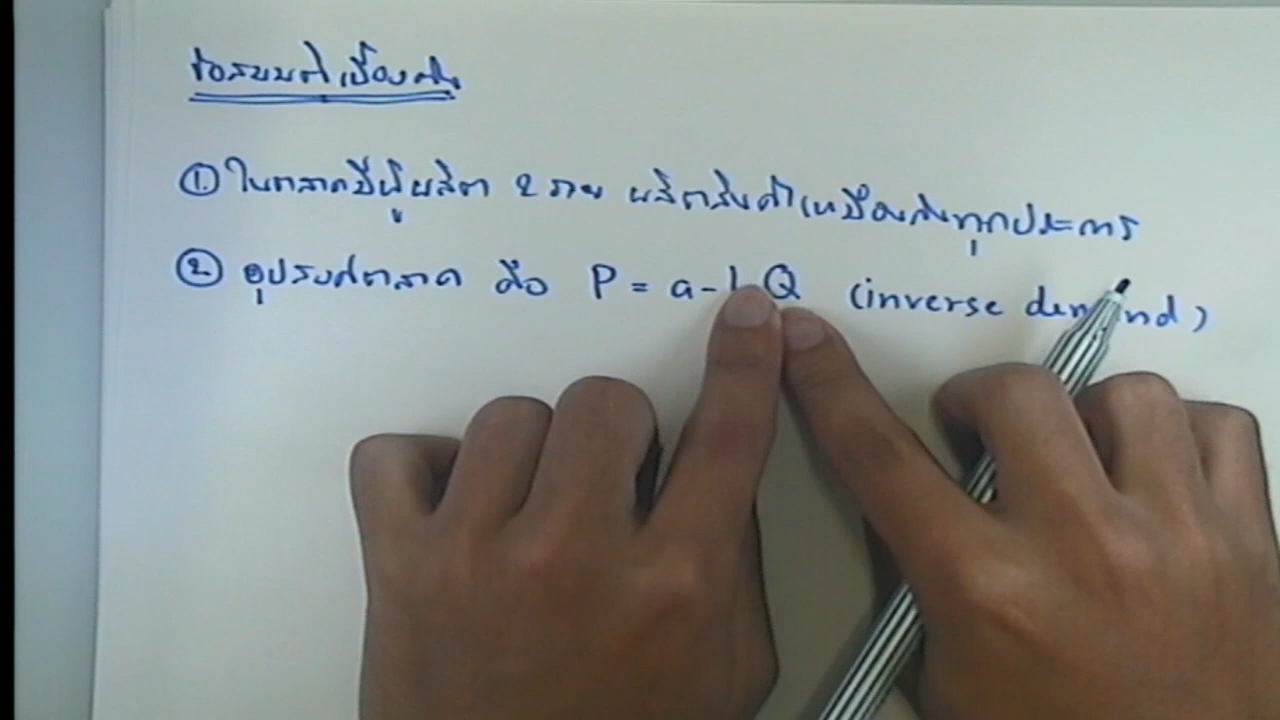 ข้อสมมติเบื้องต้น
① ในตลาดมีผู้ผลิต 2 ราย ผลิตสินค้าเหมือนกันทุกประการ
② อุปสงค์ตลาด คือ P = a - Q (inverse demand)